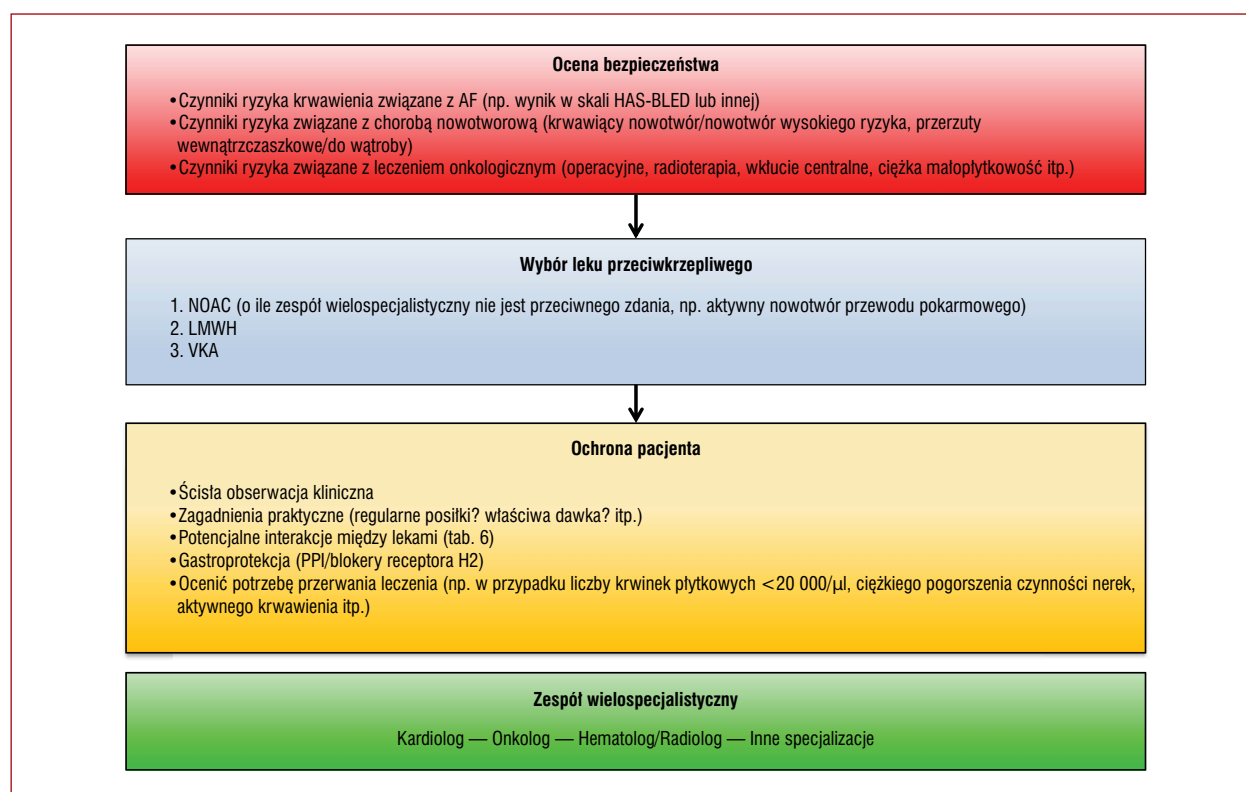 Ocena bezpieczeństwa
•Czynniki ryzyka krwawienia związane z AF (np. wynik w skali HAS-BLED lub innej)
•Czynniki ryzyka związane z chorobą nowotworową (krwawiący nowotwór/nowotwór wysokiego ryzyka, przerzuty
wewnątrzczaszkowe/do wątroby)
•Czynniki ryzyka związane z leczeniem onkologicznym (operacyjne, radioterapia, wkłucie centralne, ciężka małopłytkowość itp.)
Wybór leku przeciwkrzepliwego
1. NOAC (o ile zespół wielospecjalistyczny nie jest przeciwnego zdania, np. aktywny nowotwór przewodu pokarmowego)
2. LMWH
3. VKA
Ochrona pacjenta
•Ścisła obserwacja kliniczna
•Zagadnienia praktyczne (regularne posiłki? właściwa dawka? itp.)
•Potencjalne interakcje między lekami (tab. 6)
•Gastroprotekcja (PPI/blokery receptora H2)
•Ocenić potrzebę przerwania leczenia (np. w przypadku liczby krwinek płytkowych <20 000/µl, ciężkiego pogorszenia czynności nerek,
aktywnego krwawienia itp.)
Zespół wielospecjalistyczny
Kardiolog — Onkolog — Hematolog/Radiolog — Inne specjalizacje